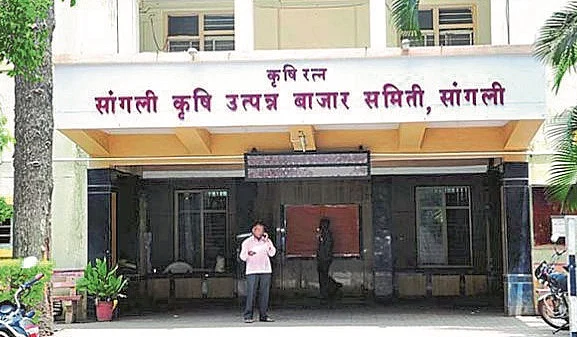 कृषि रत्न
सांगली कृषि उत्पन्न बाजार समिती, सांगली